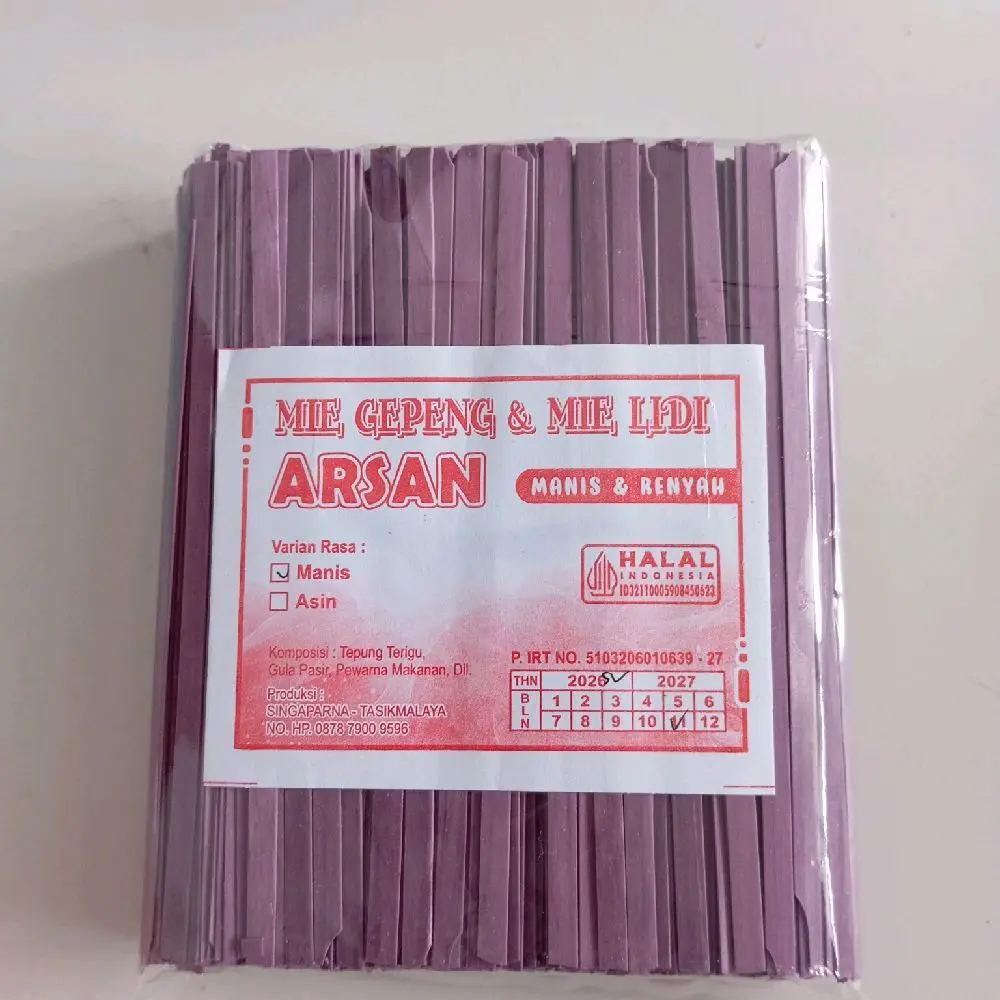 MIE GEPENG & MIE LIDI
ARSAN
MANIS & RENYAH
Varian Rasa :
Manis
Asin
HALAL
INDONESIA
ID32110005908450623
Komposisi : Tepung Terigu,
Gula Pasir, Pewarna Makanan, Dll.
Produksi :
SINGAPARNA - TASIKMALAYA
NO. HP. 0878 7900 9596
P. IRT NO. 5103206010639 - 27
THN 2026 2027
BLN 1 2 3 4 5 6
7 8 9 10 11 12